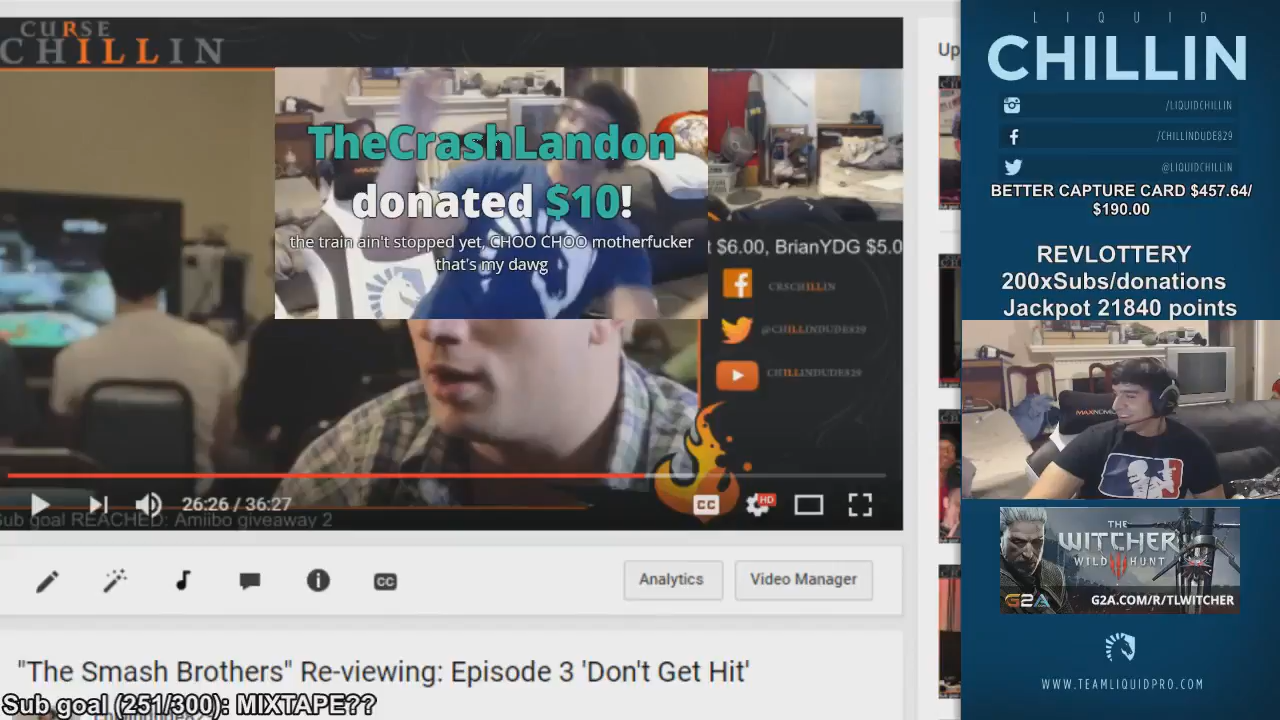 CURSE
CHILLIN
TheCrashLandon
donated $10!
the train ain't stopped yet, CHOO CHOO motherfucker
that's my dawg
$6.00, BrianYDG $5.0
CRSCHILLIN
@CHILLINDUDE829
CHILLINDUDE829
26:26 / 36:27
CC
HD
Sub goal REACHED: Amiibo giveaway 2
CC
Analytics
Video Manager
"The Smash Brothers" Re-viewing: Episode 3 'Don't Get Hit'
Sub goal (251/300): MIXTAPE??
Up
LIQUID
CHILLIN
/LIQUIDCHILLIN
/CHILLINDUDE829
@LIQUIDCHILLIN
BETTER CAPTURE CARD $457.64/
$190.00
REVLOTTERY
200xSubs/donations
Jackpot 21840 points
MAXNOMIC
THE
WITCHER
WILD HUNT
G2A
G2A.COM/R/TLWITCHER
WWW.TEAMLIQUIDPRO.COM